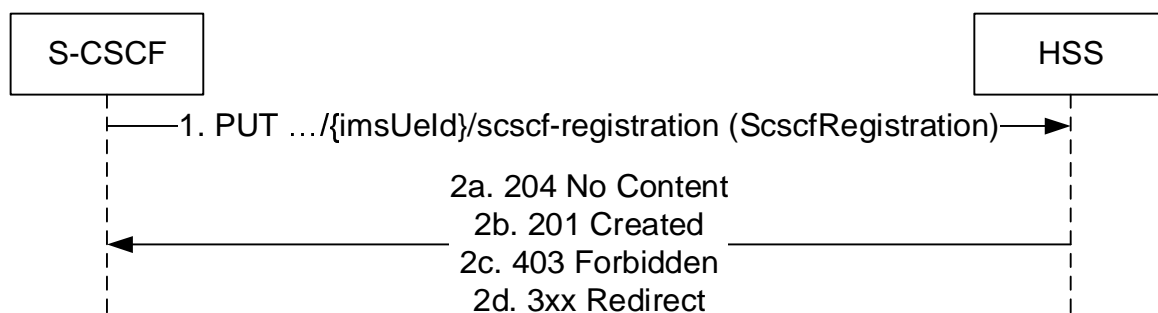 S-CSCF
HSS
1. PUT …/{imsUeId}/scscf-registration (ScscfRegistration)
2a. 204 No Content
2b. 201 Created
2c. 403 Forbidden
2d. 3xx Redirect